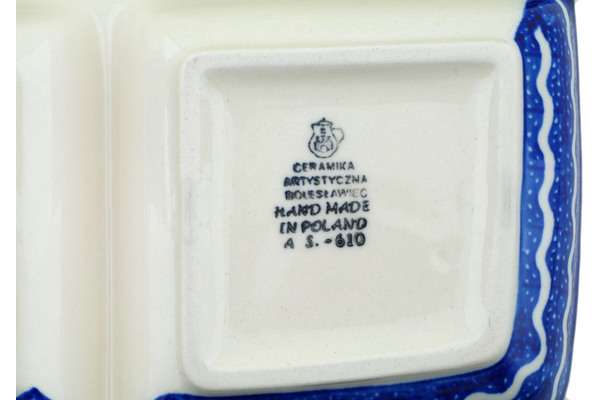 CERAMIKA
ARTYSTYCZNA
BOLESŁAWIEC
HAND MADE
IN POLAND
A S.-610